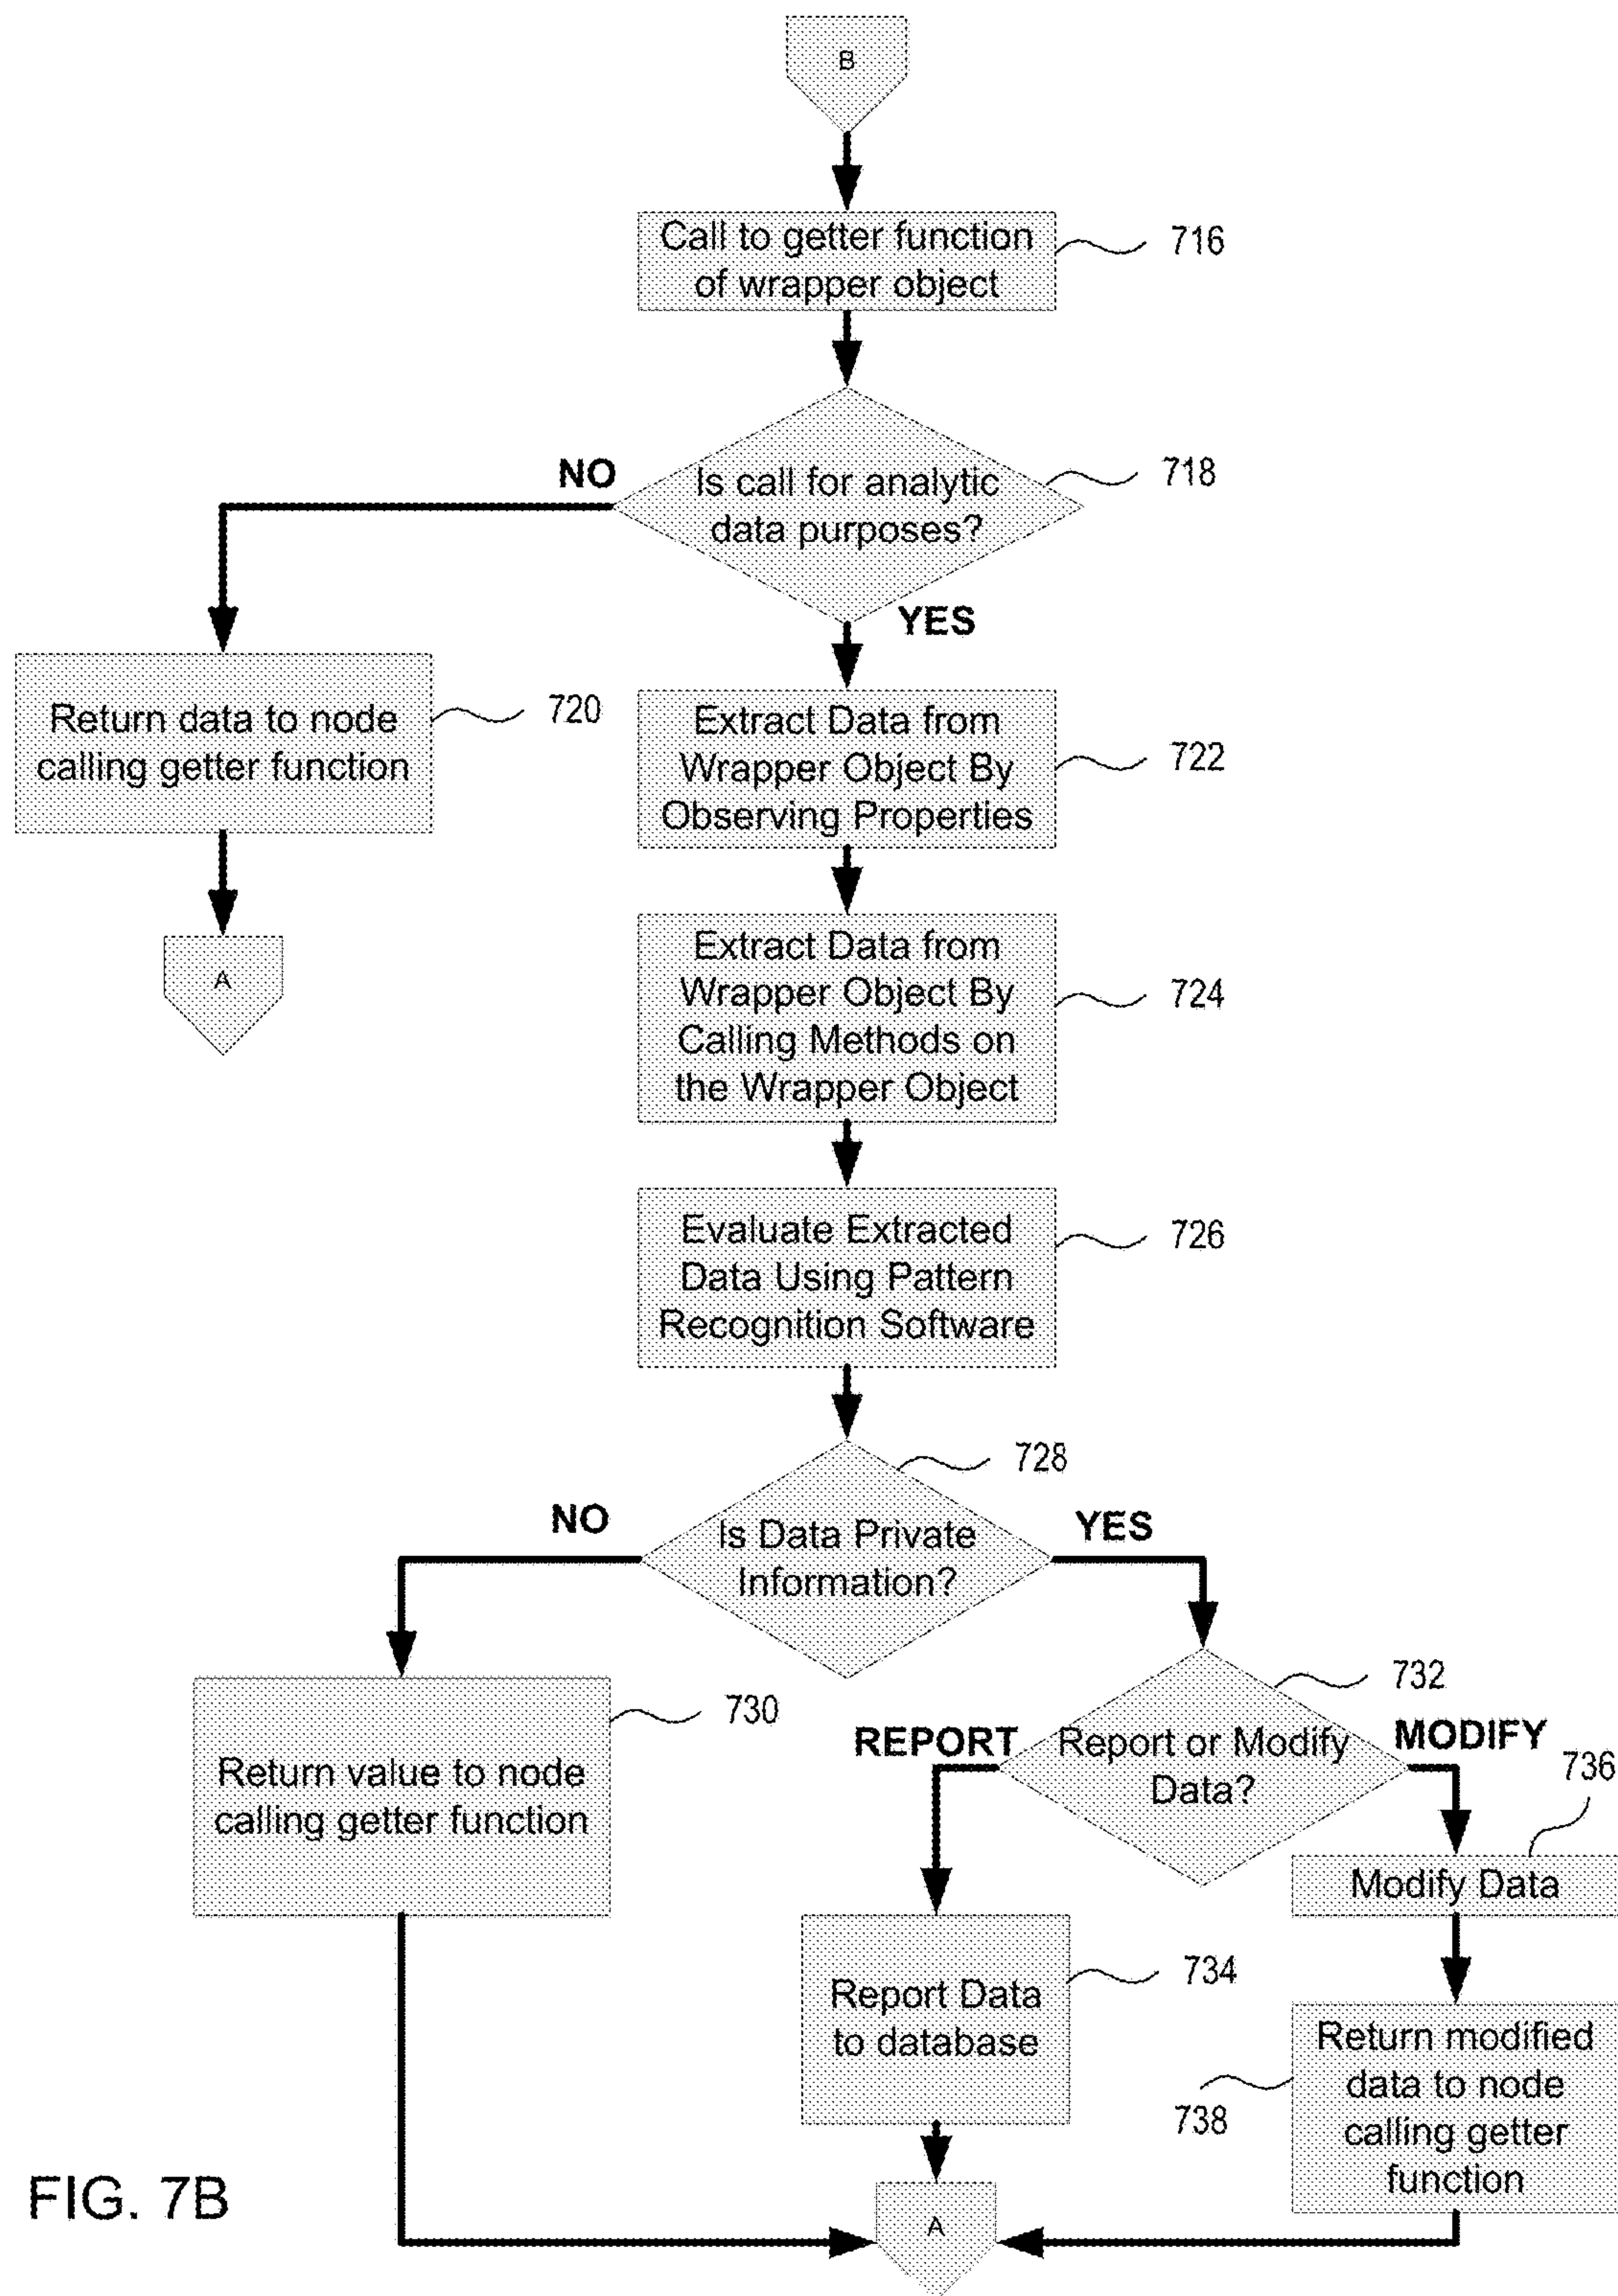 B
Call to getter function
of wrapper object
716
Is call for analytic
data purposes?
718
NO
YES
Return data to node
calling getter function
720
A
Extract Data from
Wrapper Object By
Observing Properties
722
Extract Data from
Wrapper Object By
Calling Methods on
the Wrapper Object
724
Evaluate Extracted
Data Using Pattern
Recognition Software
726
Is Data Private
Information?
728
NO
YES
Return value to node
calling getter function
730
Report or Modify
Data?
732
REPORT
MODIFY
Report Data
to database
734
Modify Data
736
Return modified
data to node
calling getter
function
738
A
FIG. 7B